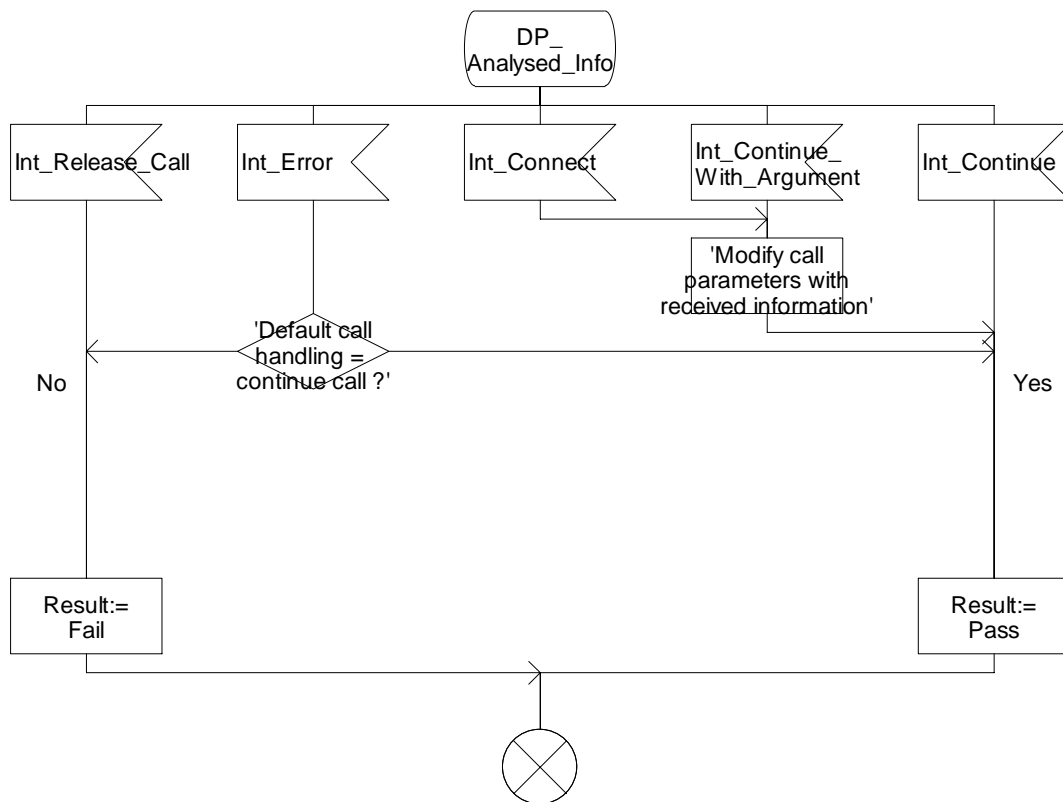 DP_
Analysed_Info
Int_Release_Call
Int_Error
Int_Connect
Int_Continue_
With_Argument
Int_Continue
'Modify call
parameters with
received information'
'Default call
handling =
continue call ?'
No
Yes
Result:=
Fail
Result:=
Pass